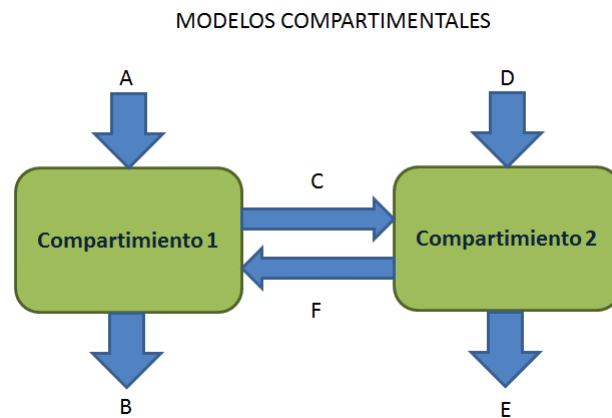 MODELOS COMPARTIMENTALES
A
D
C
Compartimiento 1
Compartimiento 2
F
B
E